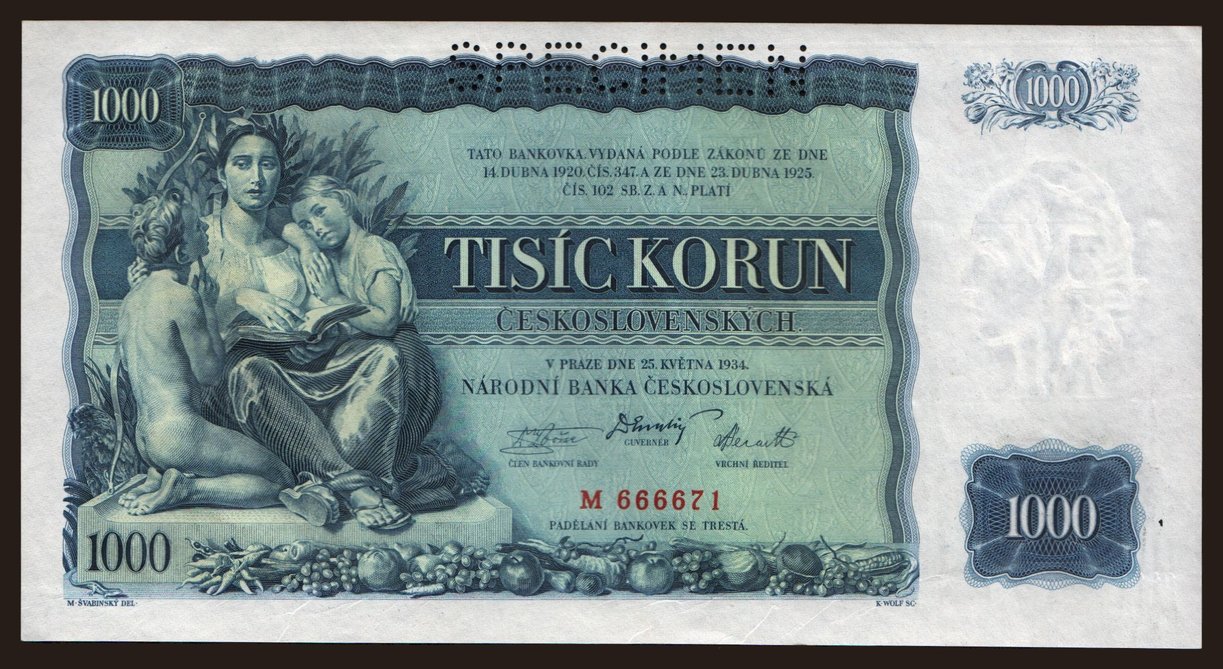 SPECIMEN
1000
1000
TATO BANKOVKA, VYDANÁ PODLE ZÁKONŮ ZE DNE
14. DUBNA 1920, ČÍS. 347, A ZE DNE 23. DUBNA 1925,
ČÍS. 102 SB. Z. A N. PLATÍ
TISÍC KORUN
ČESKOSLOVENSKÝCH.
V PRAZE DNE 25. KVĚTNA 1934.
NÁRODNÍ BANKA ČESKOSLOVENSKÁ
GUVERNÉR
ČLEN BANKOVNÍ RADY
VRCHNÍ ŘEDITEL
M 666671
PADĚLÁNÍ BANKOVEK SE TRESTÁ.
1000
1000
M·ŠVABINSKÝ DEL·
K·WOLF SC·